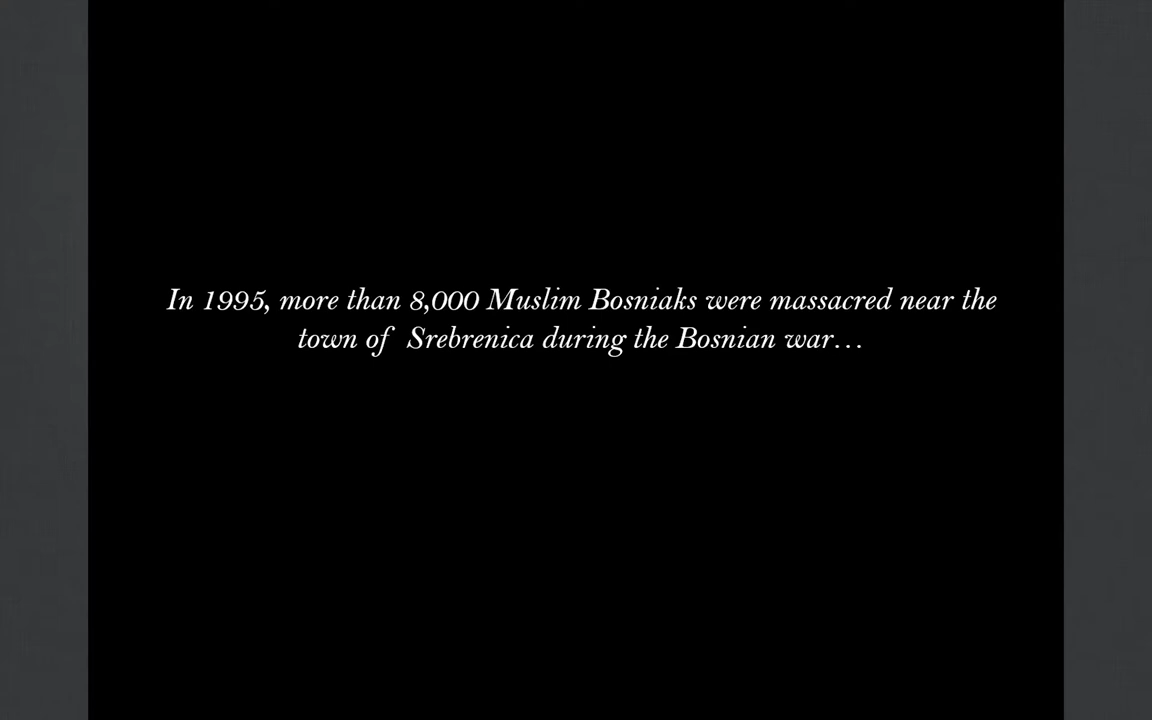 In 1995, more than 8,000 Muslim Bosniaks were massacred near the
town of Srebrenica during the Bosnian war…